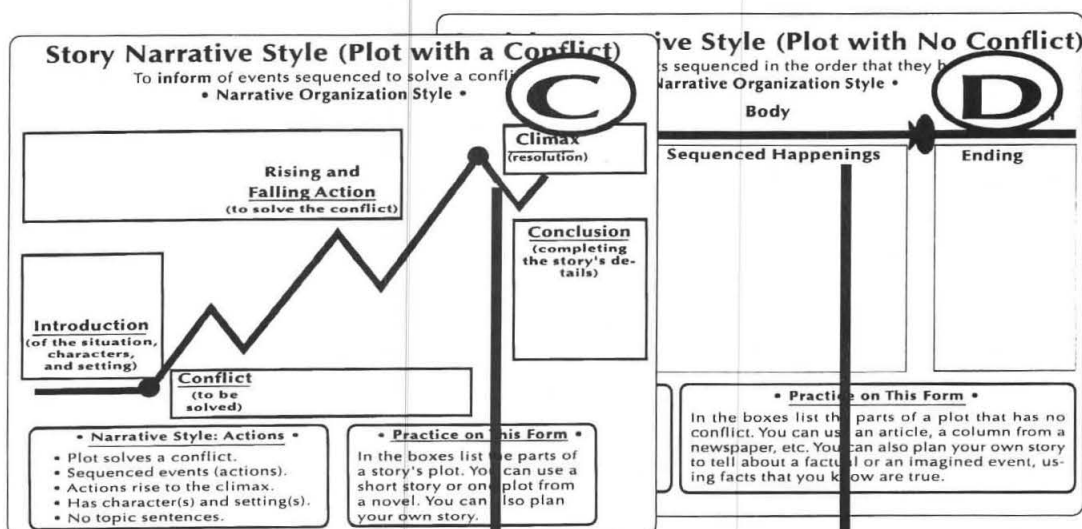 Story Narrative Style (Plot with a Conflict)
To inform of events sequenced to solve a
• Narrative Organization Style •
C
Rising and
Falling Action
(to solve the conflict)
Climax
(resolution)
Conclusion
(completing
the story's de-
tails)
Introduction
(of the situation,
characters,
and setting)
Conflict
(to be
solved)
• Narrative Style: Actions •
• Plot solves a conflict.
• Sequenced events (actions).
• Actions rise to the climax.
• Has character(s) and setting(s).
• No topic sentences.
• Practice on This Form •
In the boxes list the parts of
a story's plot. You can use a
short story or one plot from
a novel. You can also plan
your own story.
Style (Plot with No Conflict)
sequenced in the order that they
Narrative Organization Style •
D
Body
Sequenced Happenings
Ending
• Practice on This Form •
In the boxes list the parts of a plot that has no
conflict. You can use an article, a column from a
newspaper, etc. You can also plan your own story
to tell about a factual or an imagined event, us-
ing facts that you know are true.